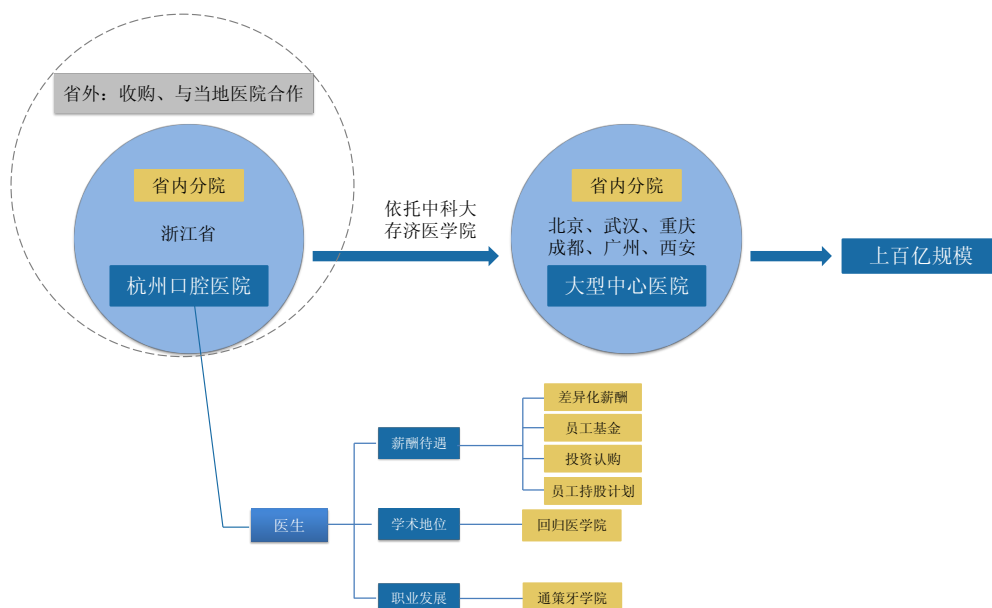 省外：收购、与当地医院合作
省内分院
浙江省
杭州口腔医院
依托中科大
存济医学院
省内分院
北京、武汉、重庆
成都、广州、西安
大型中心医院
上百亿规模
医生
薪酬待遇
差异化薪酬
员工基金
投资认购
员工持股计划
学术地位
回归医学院
职业发展
通策牙学院